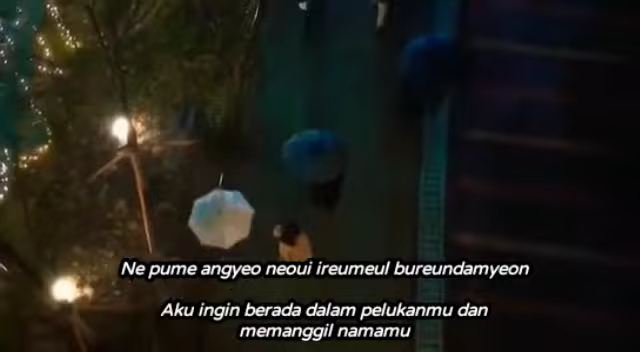 Ne pume angyeo neoui ireumeul bureundamyeon
Aku ingin berada dalam pelukanmu dan
memanggil namamu